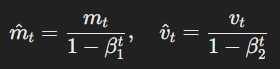 m̂_t = m_t / (1 − β_1^t), v̂_t = v_t / (1 − β_2^t)